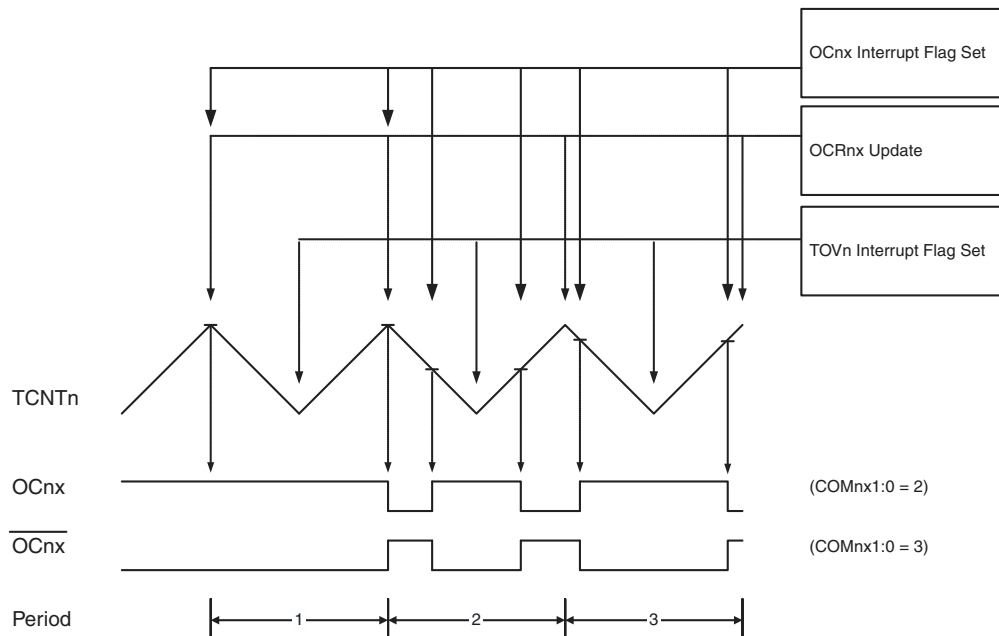 OCnx Interrupt Flag Set
OCRnx Update
TOVn Interrupt Flag Set
TCNTn
OCnx (COMnx1:0 = 2)
OCnx (COMnx1:0 = 3)
Period 1 2 3